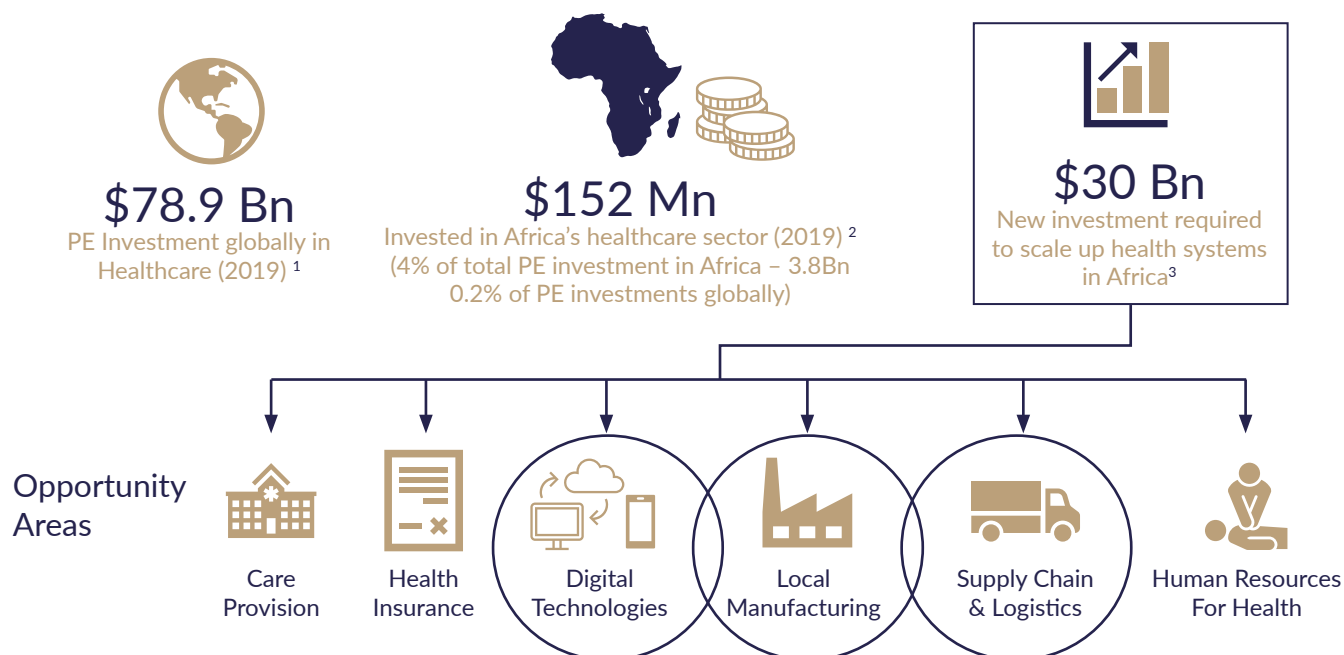 $78.9 Bn
PE Investment globally in
Healthcare (2019) 1
$152 Mn
Invested in Africa's healthcare sector (2019) 2
(4% of total PE investment in Africa – 3.8Bn
0.2% of PE investments globally)
$30 Bn
New investment required
to scale up health systems
in Africa3
Opportunity
Areas
Care
Provision
Health
Insurance
Digital
Technologies
Local
Manufacturing
Supply Chain
& Logistics
Human Resources
For Health